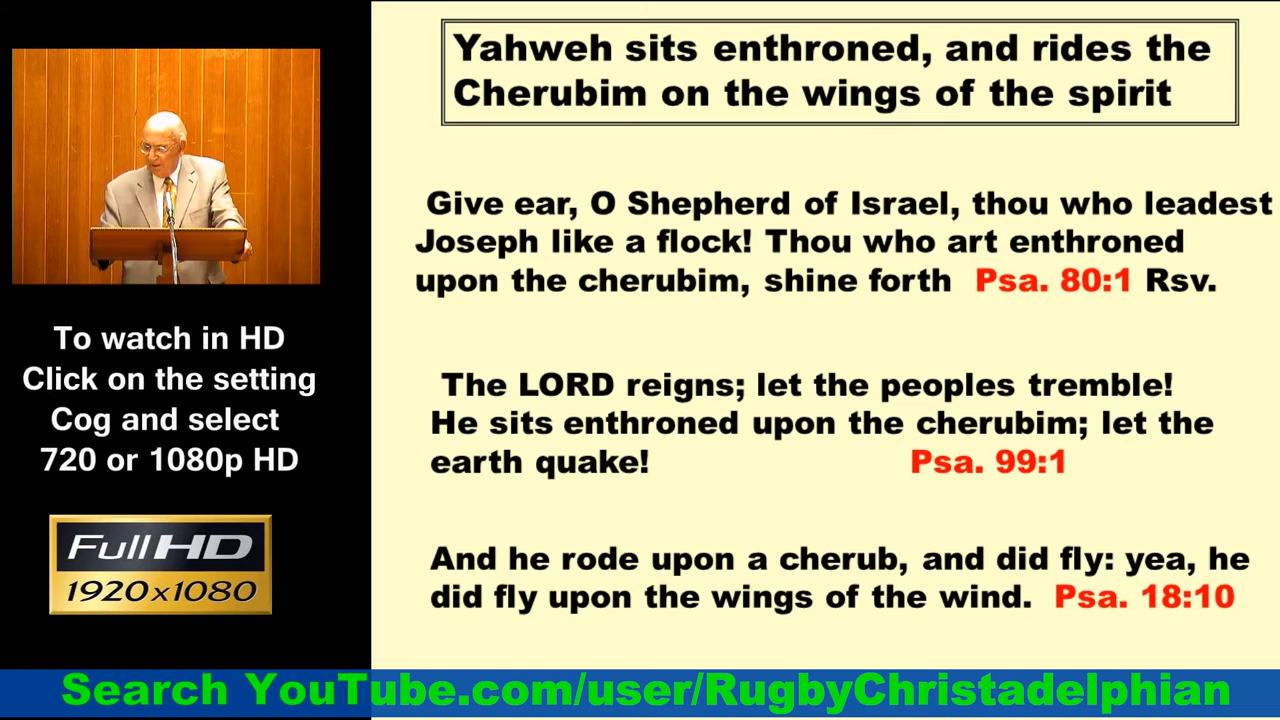 Yahweh sits enthroned, and rides the
Cherubim on the wings of the spirit
Give ear, O Shepherd of Israel, thou who leadest
Joseph like a flock! Thou who art enthroned
upon the cherubim, shine forth Psa. 80:1 Rsv.
The LORD reigns; let the peoples tremble!
He sits enthroned upon the cherubim; let the
earth quake! Psa. 99:1
And he rode upon a cherub, and did fly: yea, he
did fly upon the wings of the wind. Psa. 18:10
To watch in HD
Click on the setting
Cog and select
720 or 1080p HD
Full HD
1920x1080
Search YouTube.com/user/RugbyChristadelphian